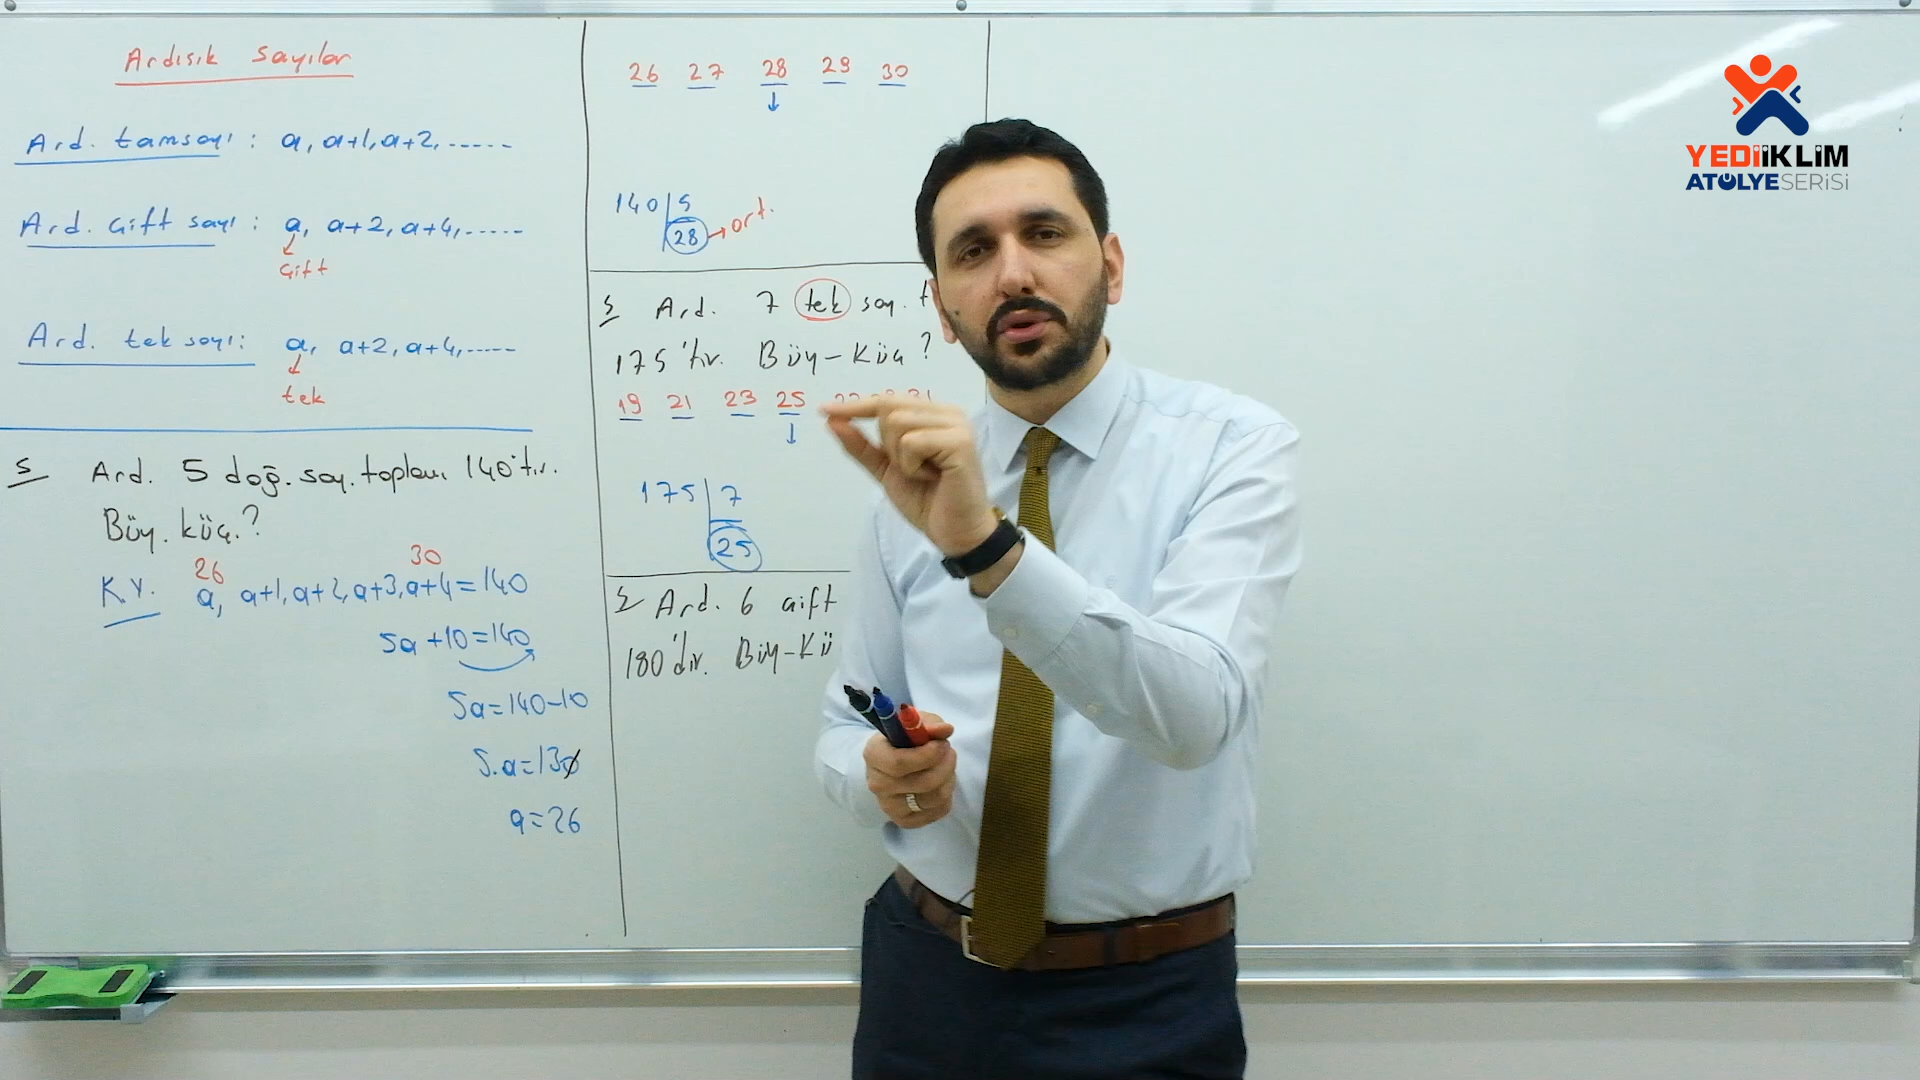 Ardışık Sayılar
Ard. tamsayı : a, a+1, a+2, .....
Ard. Çift sayı : a, a+2, a+4, .....
Çift
Ard. tek sayı : a, a+2, a+4, .....
tek
S Ard. 5 doğ. say. toplamı 140'tır.
Büy. küç.?
26 30
K.Y. a, a+1, a+2, a+3, a+4 = 140
5a + 10 = 140
5a = 140 - 10
5.a = 130
a = 26
26 27 28 29 30
↓
140 5
28 → ort.
S Ard. 7 tek say. t
175'tir. Büy - Küç ?
19 21 23 25
↓
175 7
25
S Ard. 6 çift
180'dir. Büy - Kü
YEDİİKLİM
ATÖLYESERİSİ